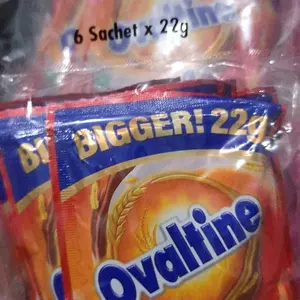 6 Sachet x 22g
BIGGER! 22g
Ovaltine